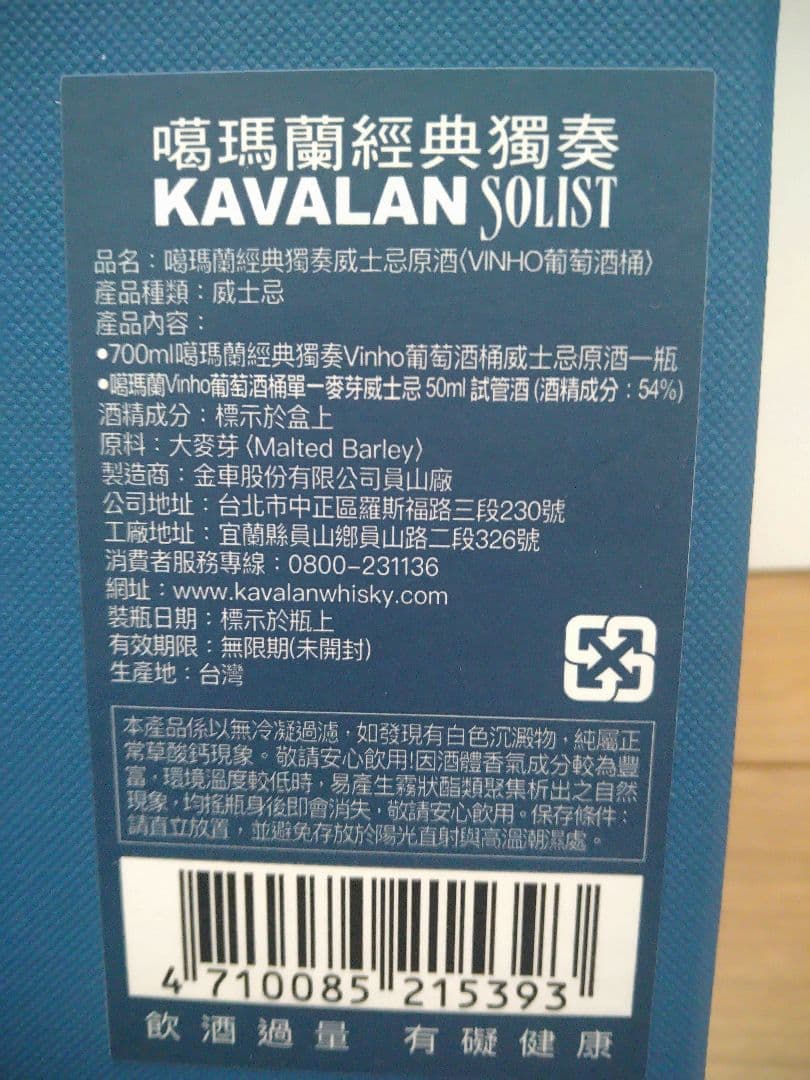 噶瑪蘭經典獨奏
KAVALAN SOLIST
品名：噶瑪蘭經典獨奏威士忌原酒〈VINHO葡萄酒桶〉
產品種類：威士忌
產品內容：
•700ml噶瑪蘭經典獨奏Vinho葡萄酒桶威士忌原酒一瓶
•噶瑪蘭Vinho葡萄酒桶單一麥芽威士忌 50ml 試管酒 (酒精成分：54%)
酒精成分：標示於盒上
原料：大麥芽〈Malted Barley〉
製造商：金車股份有限公司員山廠
公司地址：台北市中正區羅斯福路三段230號
工廠地址：宜蘭縣員山鄉員山路二段326號
消費者服務專線：0800-231136
網址：www.kavalanwhisky.com
裝瓶日期：標示於瓶上
有效期限：無限期(未開封)
生產地：台灣
本產品係以無冷凝過濾，如發現有白色沉澱物，純屬正
常草酸鈣現象。敬請安心飲用!因酒體香氣成分較為豐
富，環境溫度較低時，易產生霧狀酯類聚集析出之自然
現象，均搖瓶身後即會消失，敬請安心飲用。保存條件：
請直立放置，並避免存放於陽光直射與高溫潮濕處。
4 710085 215393
飲酒過量 有礙健康